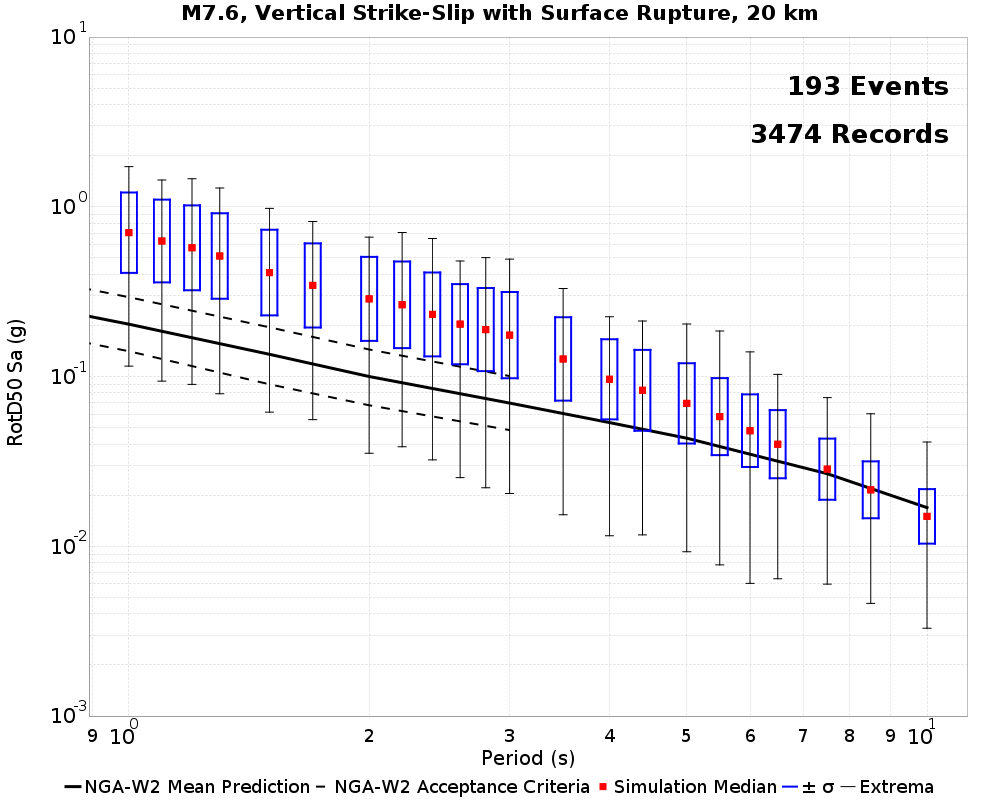 M7.6, Vertical Strike-Slip with Surface Rupture, 20 km
193 Events
3474 Records
RotD50 Sa (g)
10^1
10^0
10^-1
10^-2
10^-3
9 10^0 2 3 4 5 6 7 8 9 10^1
Period (s)
NGA-W2 Mean Prediction NGA-W2 Acceptance Criteria Simulation Median ± σ Extrema